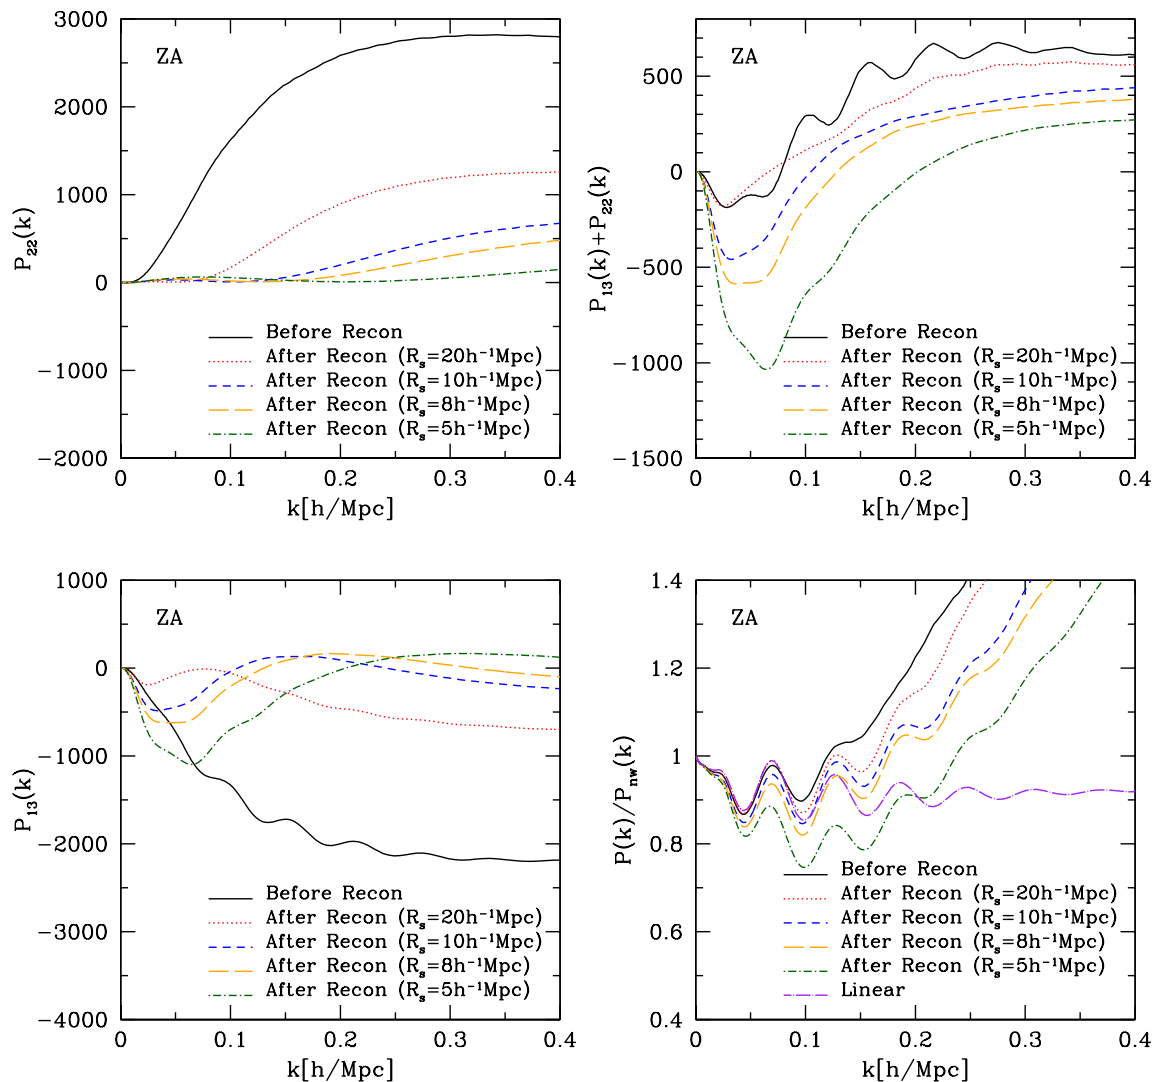 ZA
P₂₂(k)
3000
2000
1000
0
−1000
−2000
Before Recon
After Recon (Rₛ=20h⁻¹Mpc)
After Recon (Rₛ=10h⁻¹Mpc)
After Recon (Rₛ=8h⁻¹Mpc)
After Recon (Rₛ=5h⁻¹Mpc)
0 0.1 0.2 0.3 0.4
k[h/Mpc]
ZA
P₁₃(k)+P₂₂(k)
500
0
−500
−1000
−1500
Before Recon
After Recon (Rₛ=20h⁻¹Mpc)
After Recon (Rₛ=10h⁻¹Mpc)
After Recon (Rₛ=8h⁻¹Mpc)
After Recon (Rₛ=5h⁻¹Mpc)
0 0.1 0.2 0.3 0.4
k[h/Mpc]
ZA
P₁₃(k)
1000
0
−1000
−2000
−3000
−4000
Before Recon
After Recon (Rₛ=20h⁻¹Mpc)
After Recon (Rₛ=10h⁻¹Mpc)
After Recon (Rₛ=8h⁻¹Mpc)
After Recon (Rₛ=5h⁻¹Mpc)
0 0.1 0.2 0.3 0.4
k[h/Mpc]
ZA
P(k)/Pnw(k)
1.4
1.2
1
0.8
0.6
0.4
Before Recon
After Recon (Rₛ=20h⁻¹Mpc)
After Recon (Rₛ=10h⁻¹Mpc)
After Recon (Rₛ=8h⁻¹Mpc)
After Recon (Rₛ=5h⁻¹Mpc)
Linear
0 0.1 0.2 0.3 0.4
k[h/Mpc]